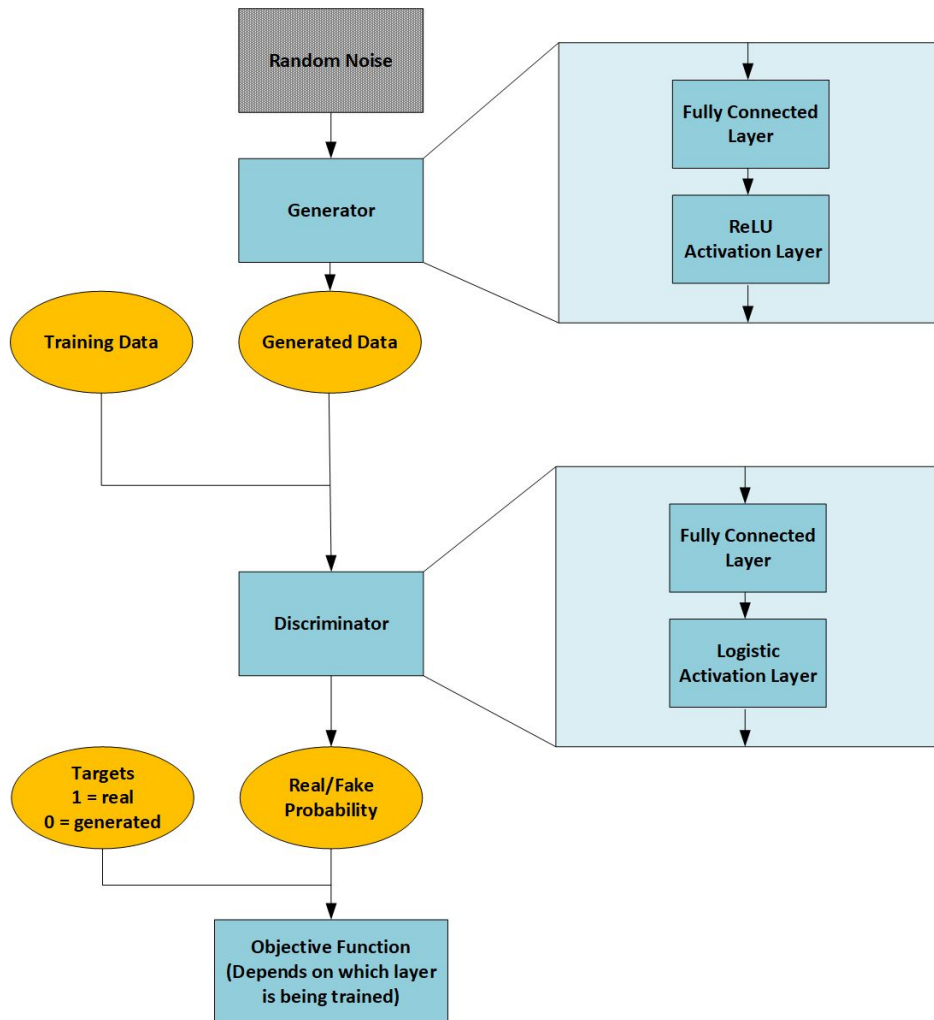 Random Noise
Fully Connected
Layer
Generator
ReLU
Activation Layer
Training Data
Generated Data
Fully Connected
Layer
Discriminator
Logistic
Activation Layer
Targets
1 = real
0 = generated
Real/Fake
Probability
Objective Function
(Depends on which layer
is being trained)